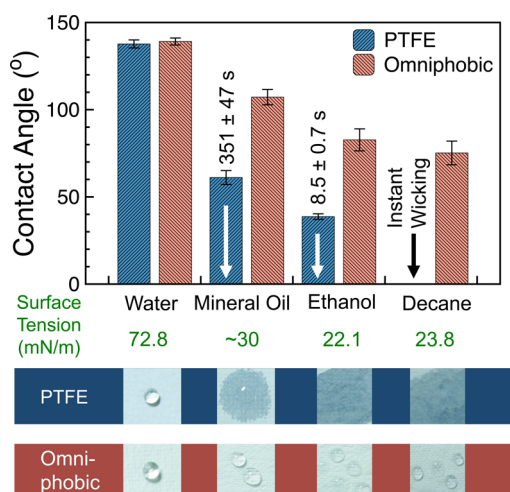 150
100
50
0
Contact Angle (º)
PTFE
Omniphobic
351 ± 47 s
8.5 ± 0.7 s
Instant
Wicking
Water Mineral Oil Ethanol Decane
Surface
Tension
(mN/m)
72.8 ~30 22.1 23.8
PTFE
Omni-
phobic